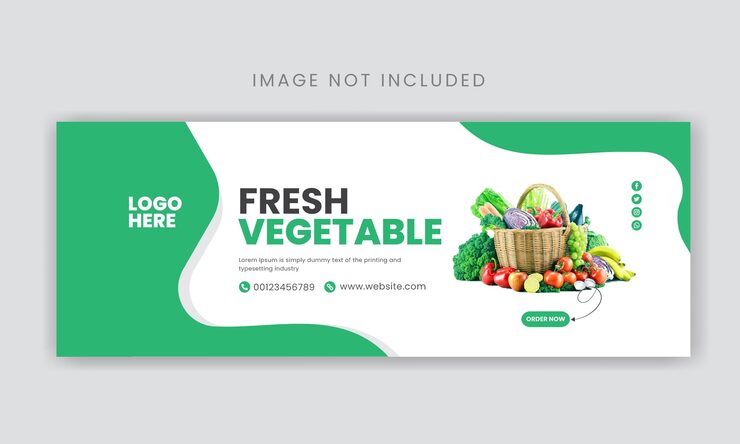 IMAGE NOT INCLUDED
LOGO
HERE
FRESH
VEGETABLE
Lorem Ipsum is simply dummy text of the printing and
typesetting industry
00123456789 www.website.com
ORDER NOW